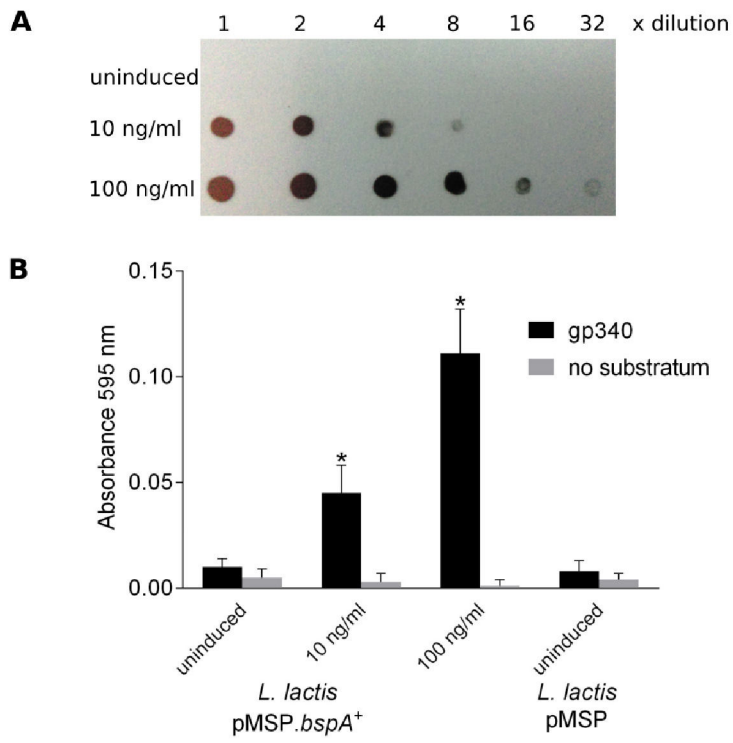 A
1 2 4 8 16 32 x dilution
uninduced
10 ng/ml
100 ng/ml
B
0.15
0.10
0.05
0.00
Absorbance 595 nm
*
*
gp340
no substratum
uninduced
10 ng/ml
100 ng/ml
uninduced
L. lactis
pMSP.bspA⁺
L. lactis
pMSP